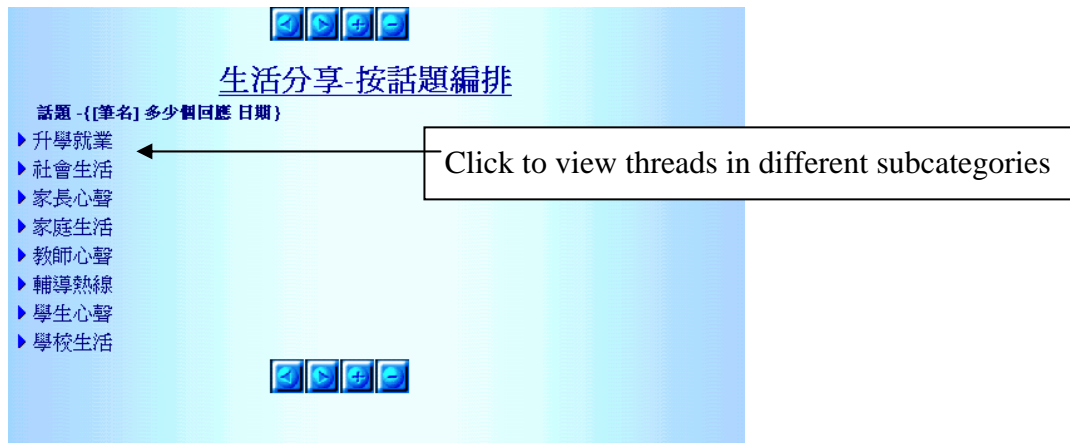 生活分享-按話題編排
話題 -{[筆名] 多少個回應 日期}
升學就業
社會生活
家長心聲
家庭生活
教師心聲
輔導熱線
學生心聲
學校生活
Click to view threads in different subcategories